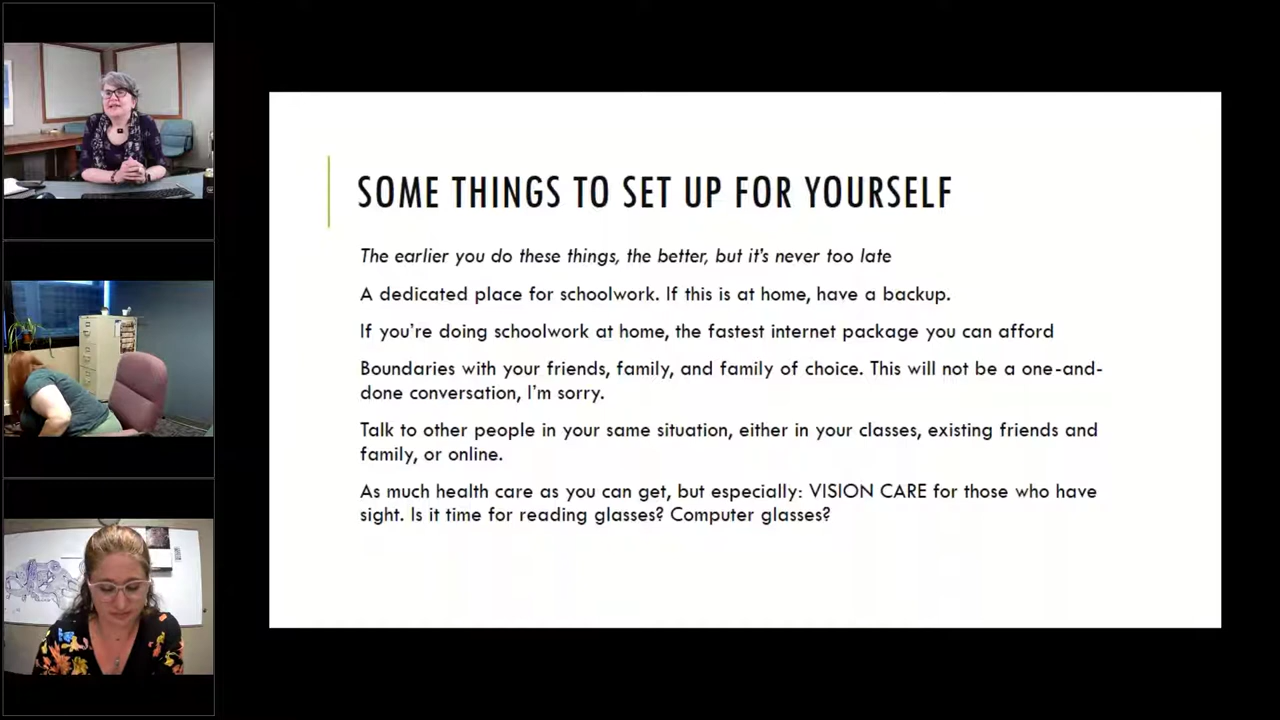 SOME THINGS TO SET UP FOR YOURSELF
The earlier you do these things, the better, but it's never too late
A dedicated place for schoolwork. If this is at home, have a backup.
If you're doing schoolwork at home, the fastest internet package you can afford
Boundaries with your friends, family, and family of choice. This will not be a one-and-
done conversation, I'm sorry.
Talk to other people in your same situation, either in your classes, existing friends and
family, or online.
As much health care as you can get, but especially: VISION CARE for those who have
sight. Is it time for reading glasses? Computer glasses?